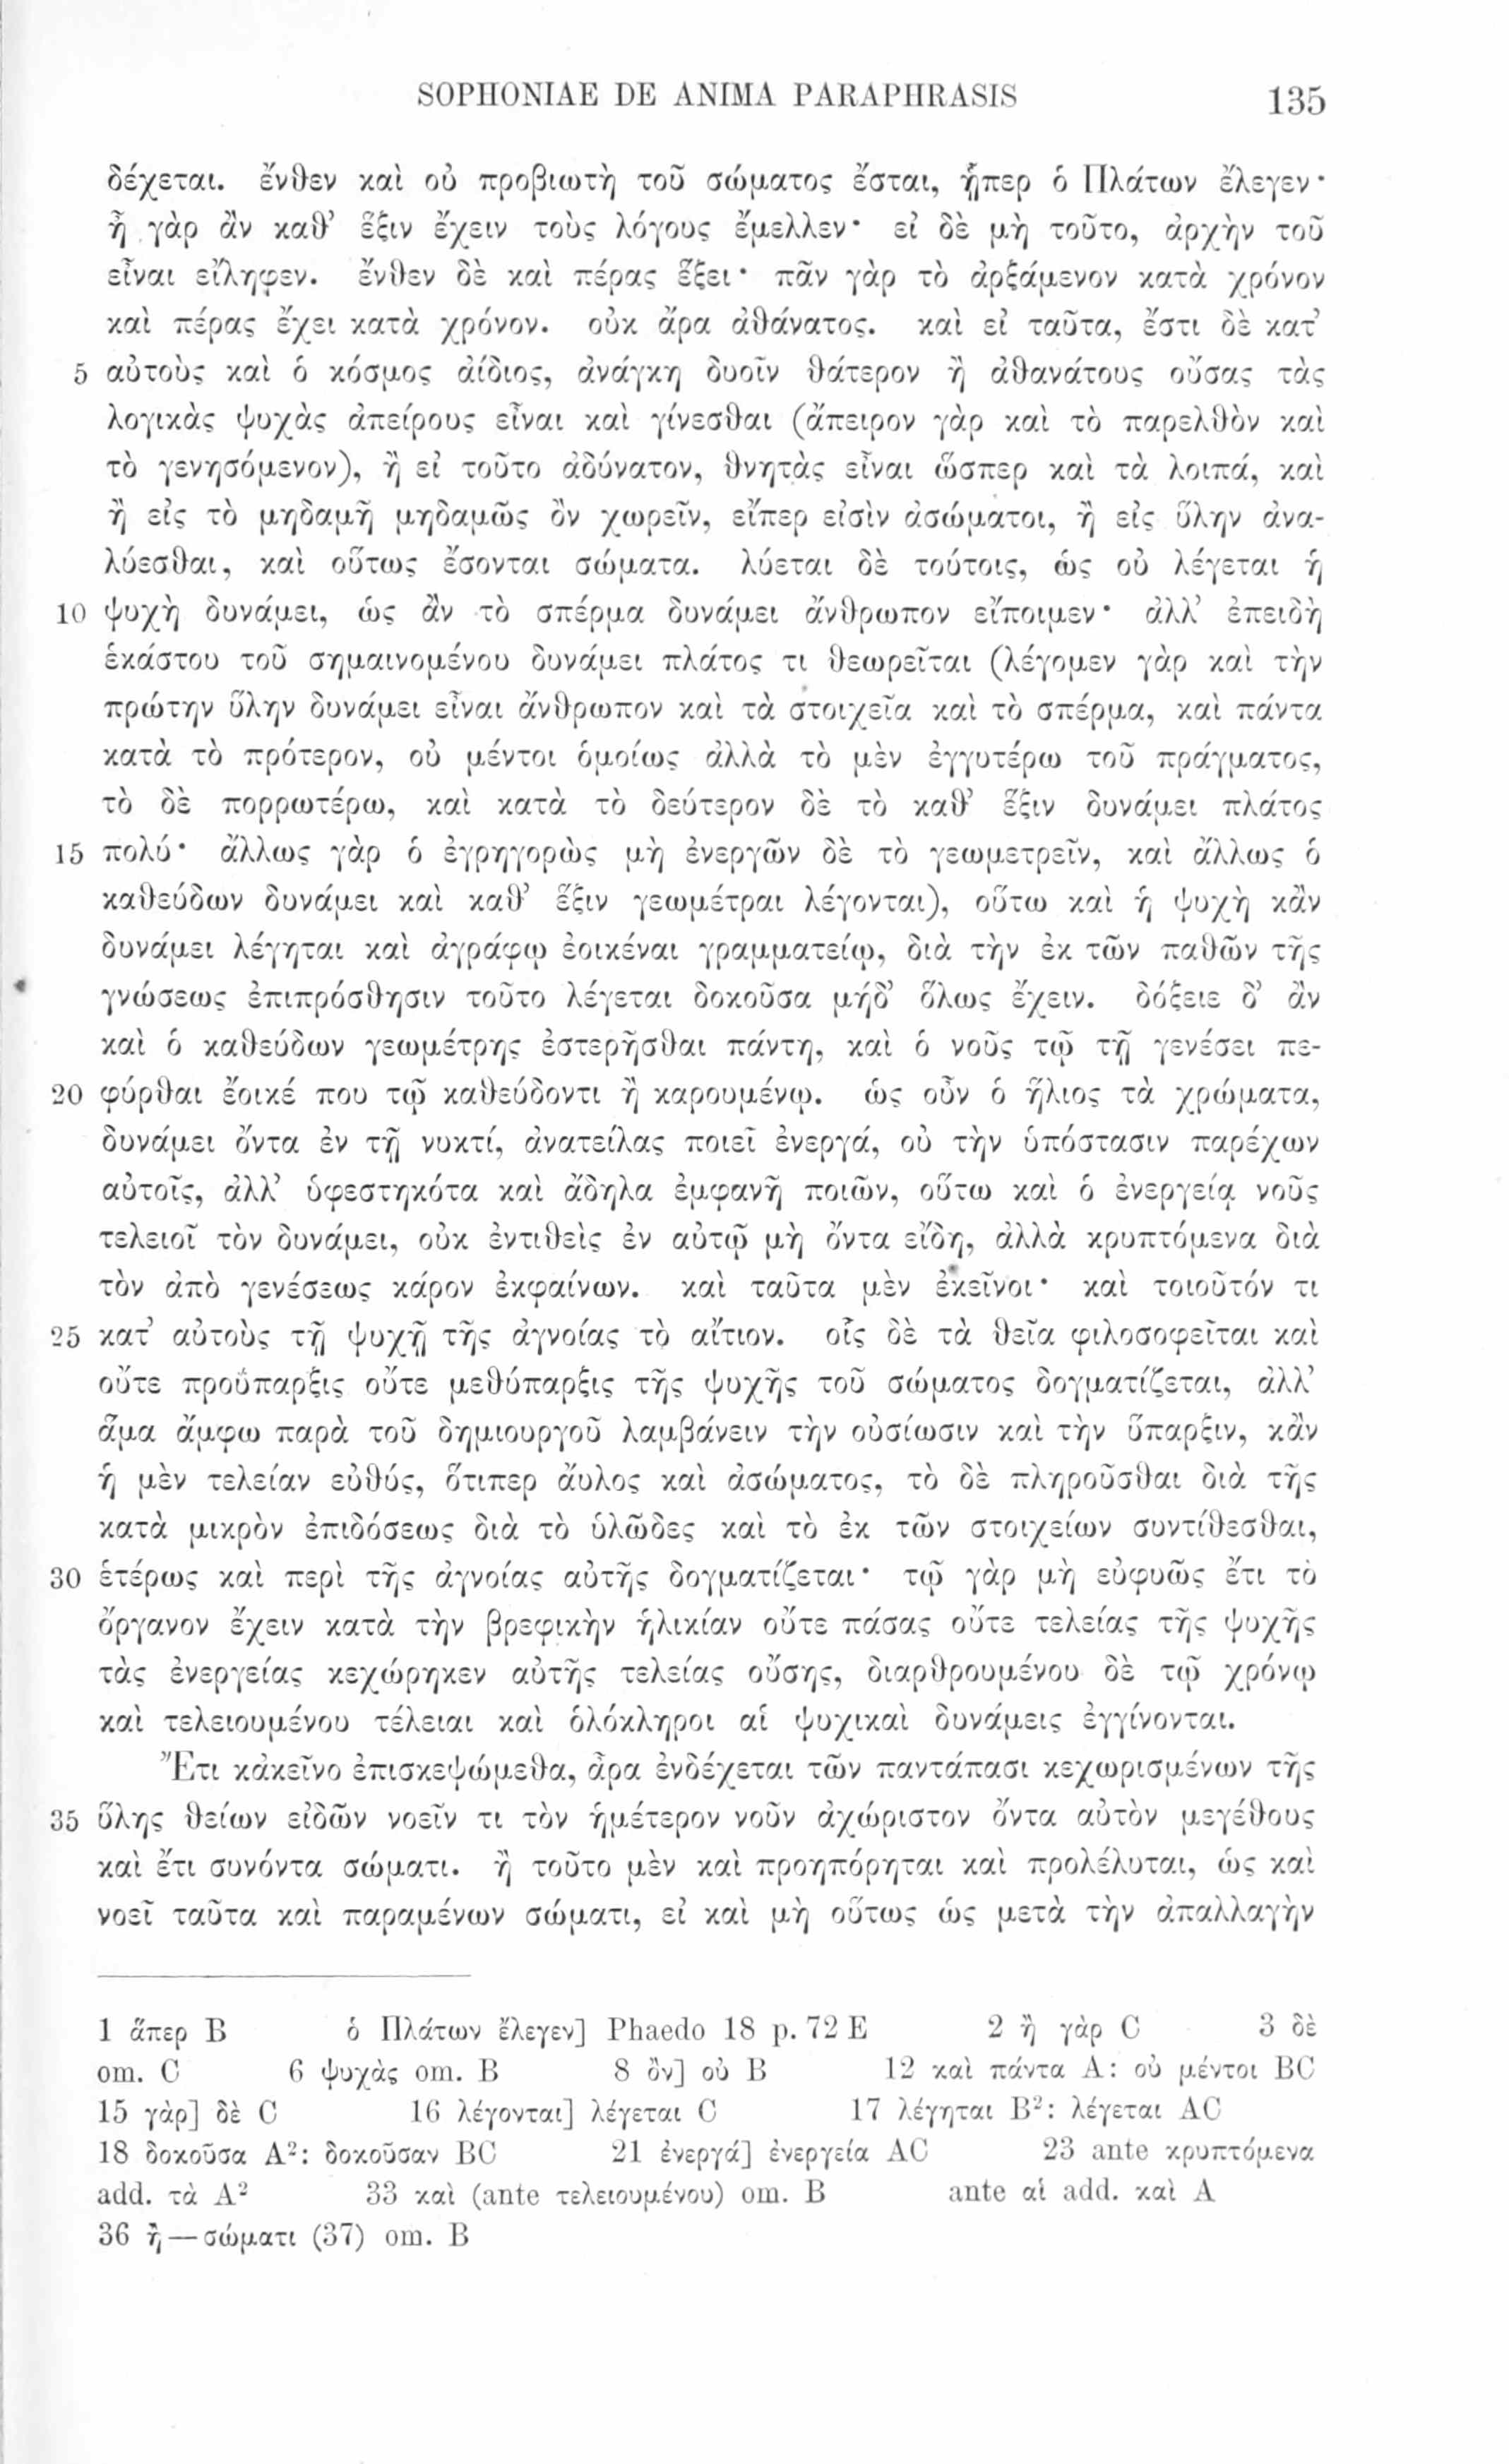 SOPHONIAE DE ANIMA PARAPHRASIS 135
δέχεται. ἔνθεν καὶ οὐ προβιωτὴ τοῦ σώματος ἔσται, ᾗπερ ὁ Πλάτων ἔλεγεν·
ἦ γὰρ ἂν καθ’ ἕξιν ἔχειν τοὺς λόγους ἔμελλεν· εἰ δὲ μὴ τοῦτο, ἀρχὴν τοῦ
εἶναι εἴληφεν. ἔνθεν δὲ καὶ πέρας ἕξει· πᾶν γὰρ τὸ ἀρξάμενον κατὰ χρόνον
καὶ πέρας ἔχει κατὰ χρόνον. οὐκ ἄρα ἀθάνατος. καὶ εἰ ταῦτα, ἔστι δὲ κατ’
5 αὐτοὺς καὶ ὁ κόσμος ἀίδιος, ἀνάγκη δυοῖν θάτερον ἢ ἀθανάτους οὔσας τὰς
λογικὰς ψυχὰς ἀπείρους εἶναι καὶ γίνεσθαι (ἄπειρον γὰρ καὶ τὸ παρελθὸν καὶ
τὸ γενησόμενον), ἢ εἰ τοῦτο ἀδύνατον, θνητὰς εἶναι ὥσπερ καὶ τὰ λοιπά, καὶ
ἢ εἰς τὸ μηδαμῆ μηδαμῶς ὂν χωρεῖν, εἴπερ εἰσὶν ἀσώματοι, ἢ εἰς ὕλην ἀνα-
λύεσθαι, καὶ οὕτως ἔσονται σώματα. λύεται δὲ τούτοις, ὡς οὐ λέγεται ἡ
10 ψυχὴ δυνάμει, ὡς ἂν τὸ σπέρμα δυνάμει ἄνθρωπον εἴποιμεν· ἀλλ’ ἐπειδὴ
ἑκάστου τοῦ σημαινομένου δυνάμει πλάτος τι θεωρεῖται (λέγομεν γὰρ καὶ τὴν
πρώτην ὕλην δυνάμει εἶναι ἄνθρωπον καὶ τὰ στοιχεῖα καὶ τὸ σπέρμα, καὶ πάντα
κατὰ τὸ πρότερον, οὐ μέντοι ὁμοίως ἀλλὰ τὸ μὲν ἐγγυτέρω τοῦ πράγματος,
τὸ δὲ πορρωτέρω, καὶ κατὰ τὸ δεύτερον δὲ τὸ καθ’ ἕξιν δυνάμει πλάτος
15 πολύ· ἄλλως γὰρ ὁ ἐγρηγορὼς μὴ ἐνεργῶν δὲ τὸ γεωμετρεῖν, καὶ ἄλλως ὁ
καθεύδων δυνάμει καὶ καθ’ ἕξιν γεωμέτραι λέγονται), οὕτω καὶ ἡ ψυχὴ κἂν
δυνάμει λέγηται καὶ ἀγράφῳ ἐοικέναι γραμματείῳ, διὰ τὴν ἐκ τῶν παθῶν τῆς
γνώσεως ἐπιπρόσθησιν τοῦτο λέγεται δοκοῦσα μήδ’ ὅλως ἔχειν. δόξειε δ’ ἂν
καὶ ὁ καθεύδων γεωμέτρης ἐστερῆσθαι πάντη, καὶ ὁ νοῦς τῷ τῇ γενέσει πε-
20 φύρθαι ἔοικέ που τῷ καθεύδοντι ἢ καρουμένῳ. ὡς οὖν ὁ ἥλιος τὰ χρώματα,
δυνάμει ὄντα ἐν τῇ νυκτί, ἀνατείλας ποιεῖ ἐνεργά, οὐ τὴν ὑπόστασιν παρέχων
αὐτοῖς, ἀλλ’ ὑφεστηκότα καὶ ἄδηλα ἐμφανῆ ποιῶν, οὕτω καὶ ὁ ἐνεργείᾳ νοῦς
τελειοῖ τὸν δυνάμει, οὐκ ἐντιθεὶς ἐν αὐτῷ μὴ ὄντα εἴδη, ἀλλὰ κρυπτόμενα διὰ
τὸν ἀπὸ γενέσεως κάρον ἐκφαίνων. καὶ ταῦτα μὲν ἐκεῖνοι· καὶ τοιοῦτόν τι
25 κατ’ αὐτοὺς τῇ ψυχῇ τῆς ἀγνοίας τὸ αἴτιον. οἷς δὲ τὰ θεῖα φιλοσοφεῖται καὶ
οὔτε προΰπαρξις οὔτε μεθύπαρξις τῆς ψυχῆς τοῦ σώματος δογματίζεται, ἀλλ’
ἅμα ἄμφω παρὰ τοῦ δημιουργοῦ λαμβάνειν τὴν οὐσίωσιν καὶ τὴν ὕπαρξιν, κἂν
ἡ μὲν τελείαν εὐθύς, ὅτιπερ ἄυλος καὶ ἀσώματος, τὸ δὲ πληροῦσθαι διὰ τῆς
κατὰ μικρὸν ἐπιδόσεως διὰ τὸ ὑλῶδες καὶ τὸ ἐκ τῶν στοιχείων συντίθεσθαι,
30 ἑτέρως καὶ περὶ τῆς ἀγνοίας αὐτῆς δογματίζεται· τῷ γὰρ μὴ εὐφυῶς ἔτι τὸ
ὄργανον ἔχειν κατὰ τὴν βρεφικὴν ἡλικίαν οὔτε πάσας οὔτε τελείας τῆς ψυχῆς
τὰς ἐνεργείας κεχώρηκεν αὐτῆς τελείας οὔσης, διαρθρουμένου δὲ τῷ χρόνῳ
καὶ τελειουμένου τέλειαι καὶ ὁλόκληροι αἱ ψυχικαὶ δυνάμεις ἐγγίνονται.
Ἔτι κἀκεῖνο ἐπισκεψώμεθα, ἆρα ἐνδέχεται τῶν παντάπασι κεχωρισμένων τῆς
35 ὕλης θείων εἰδῶν νοεῖν τι τὸν ἡμέτερον νοῦν ἀχώριστον ὄντα αὐτὸν μεγέθους
καὶ ἔτι συνόντα σώματι. ἢ τοῦτο μὲν καὶ προηπόρηται καὶ προλέλυται, ὡς καὶ
νοεῖ ταῦτα καὶ παραμένων σώματι, εἰ καὶ μὴ οὕτως ὡς μετὰ τὴν ἀπαλλαγὴν
1 ἅπερ B ὁ Πλάτων ἔλεγεν] Phaedo 18 p. 72 E 2 ἢ γὰρ C 3 δὲ
om. C 6 ψυχὰς om. B 8 ὂν] οὐ B 12 καὶ πάντα A: οὐ μέντοι BC
15 γὰρ] δὲ C 16 λέγονται] λέγεται C 17 λέγηται B²: λέγεται AC
18 δοκοῦσα A²: δοκοῦσαν BC 21 ἐνεργά] ἐνεργεία AC 23 ante κρυπτόμενα
add. τὰ A² 33 καὶ (ante τελειουμένου) om. B ante αἱ add. καὶ A
36 ἢ — σώματι (37) om. B